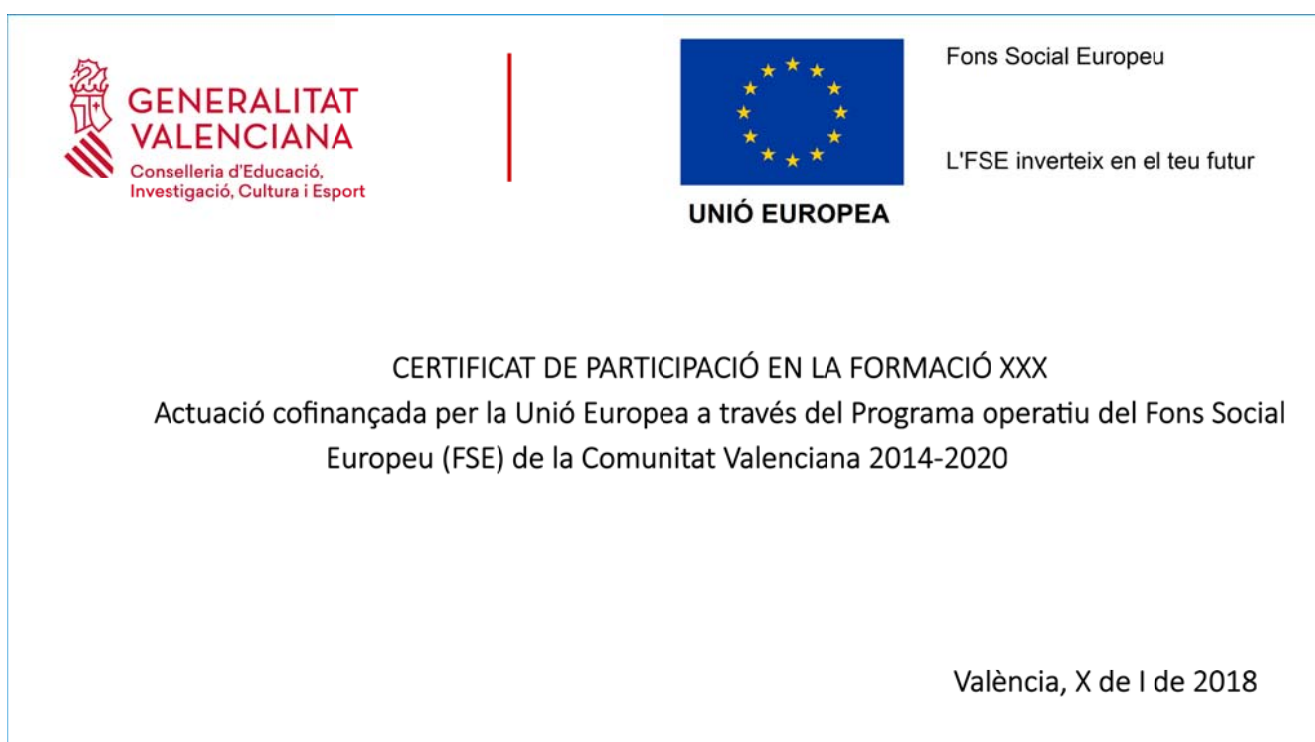 GENERALITAT
VALENCIANA
Conselleria d'Educació,
Investigació, Cultura i Esport
UNIÓ EUROPEA
Fons Social Europeu
L'FSE inverteix en el teu futur
CERTIFICAT DE PARTICIPACIÓ EN LA FORMACIÓ XXX
Actuació cofinançada per la Unió Europea a través del Programa operatiu del Fons Social
Europeu (FSE) de la Comunitat Valenciana 2014-2020
València, X de I de 2018